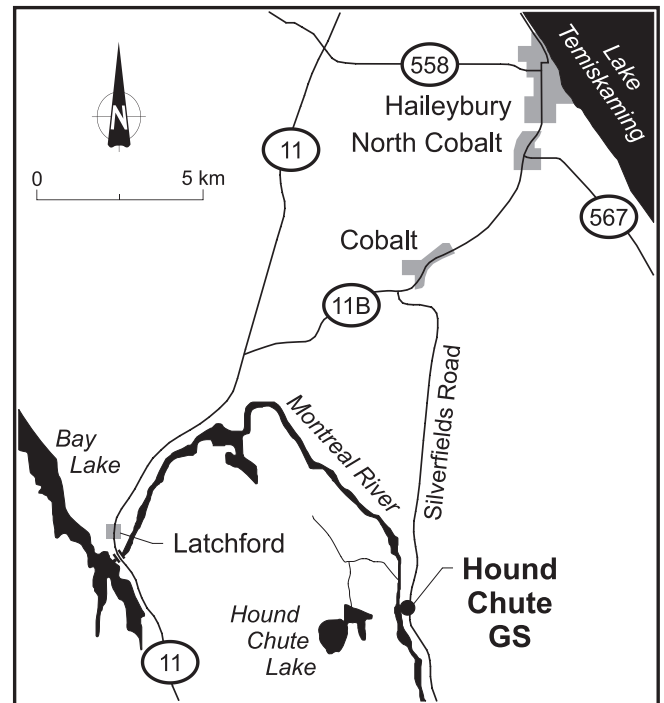 558
Lake
Temiskaming
Haileybury
N
11
North Cobalt
0 5 km
567
Cobalt
11B
Silverfields Road
Montreal River
Bay
Lake
Latchford
Hound
Chute
GS
Hound
Chute
Lake
11